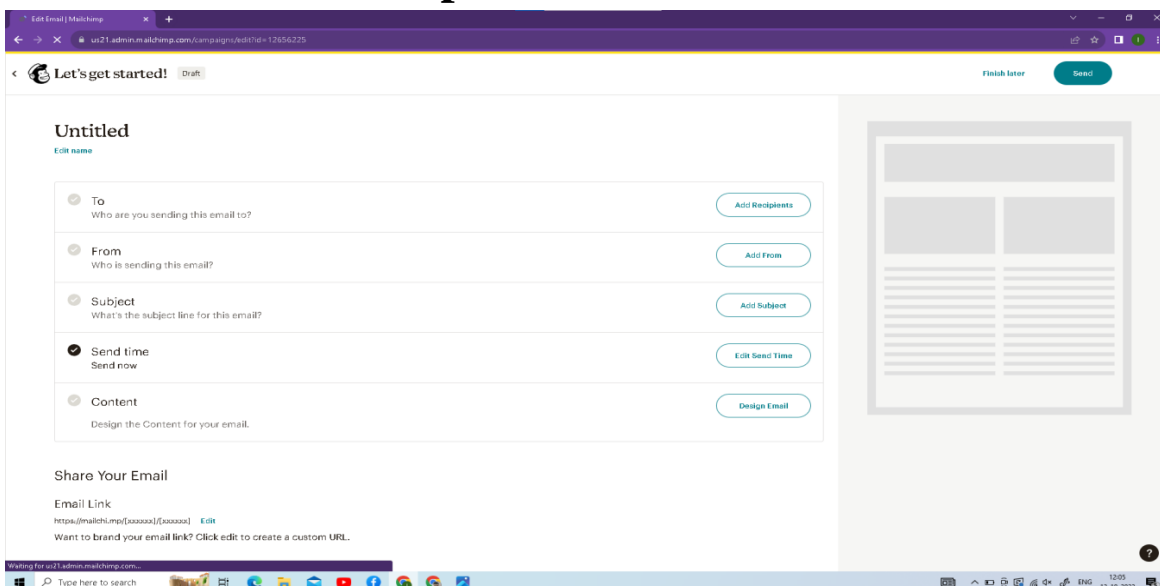 Edit Email | Mailchimp
us21.admin.mailchimp.com/campaigns/edit?id=12656225
Let's get started! Draft
Finish later Send
Untitled
Edit name
To
Who are you sending this email to?
Add Recipients
From
Who is sending this email?
Add From
Subject
What's the subject line for this email?
Add Subject
Send time
Send now
Edit Send Time
Content
Design the Content for your email.
Design Email
Share Your Email
Email Link
https://mailchi.mp/[xxxxxx]/[xxxxxx] Edit
Want to brand your email link? Click edit to create a custom URL.
Waiting for us21.admin.mailchimp.com...
Type here to search
ENG
12:05